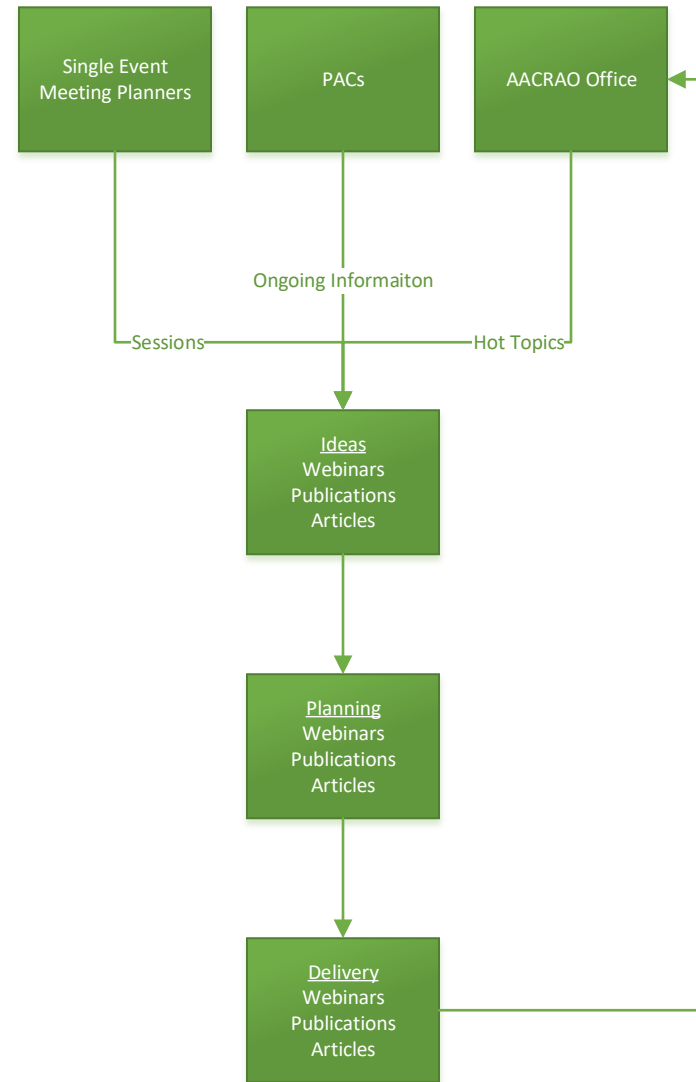 Single Event
Meeting Planners
PACs
AACRAO Office
Ongoing Informaiton
Sessions
Hot Topics
Ideas
Webinars
Publications
Articles
Planning
Webinars
Publications
Articles
Delivery
Webinars
Publications
Articles